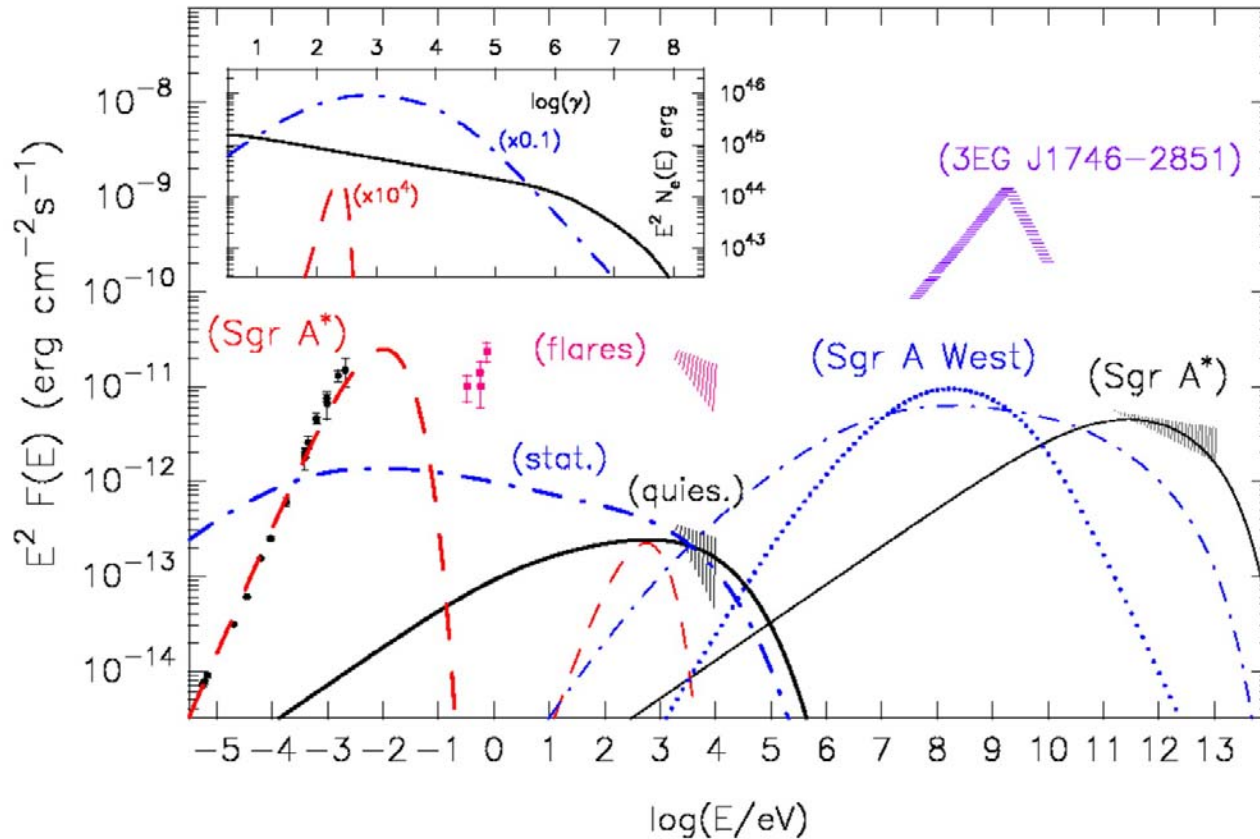 1 2 3 4 5 6 7 8
log(γ)
(x0.1)
(x10⁴)
10⁴⁶
10⁴⁵
10⁴⁴
10⁴³
E² Nₑ(E) erg
10⁻⁸
10⁻⁹
10⁻¹⁰
10⁻¹¹
10⁻¹²
10⁻¹³
10⁻¹⁴
E² F(E) (erg cm⁻²s⁻¹)
(3EG J1746−2851)
(Sgr A*)
(flares)
(Sgr A West)
(Sgr A*)
(stat.)
(quies.)
−5 −4 −3 −2 −1 0 1 2 3 4 5 6 7 8 9 10 11 12 13
log(E/eV)